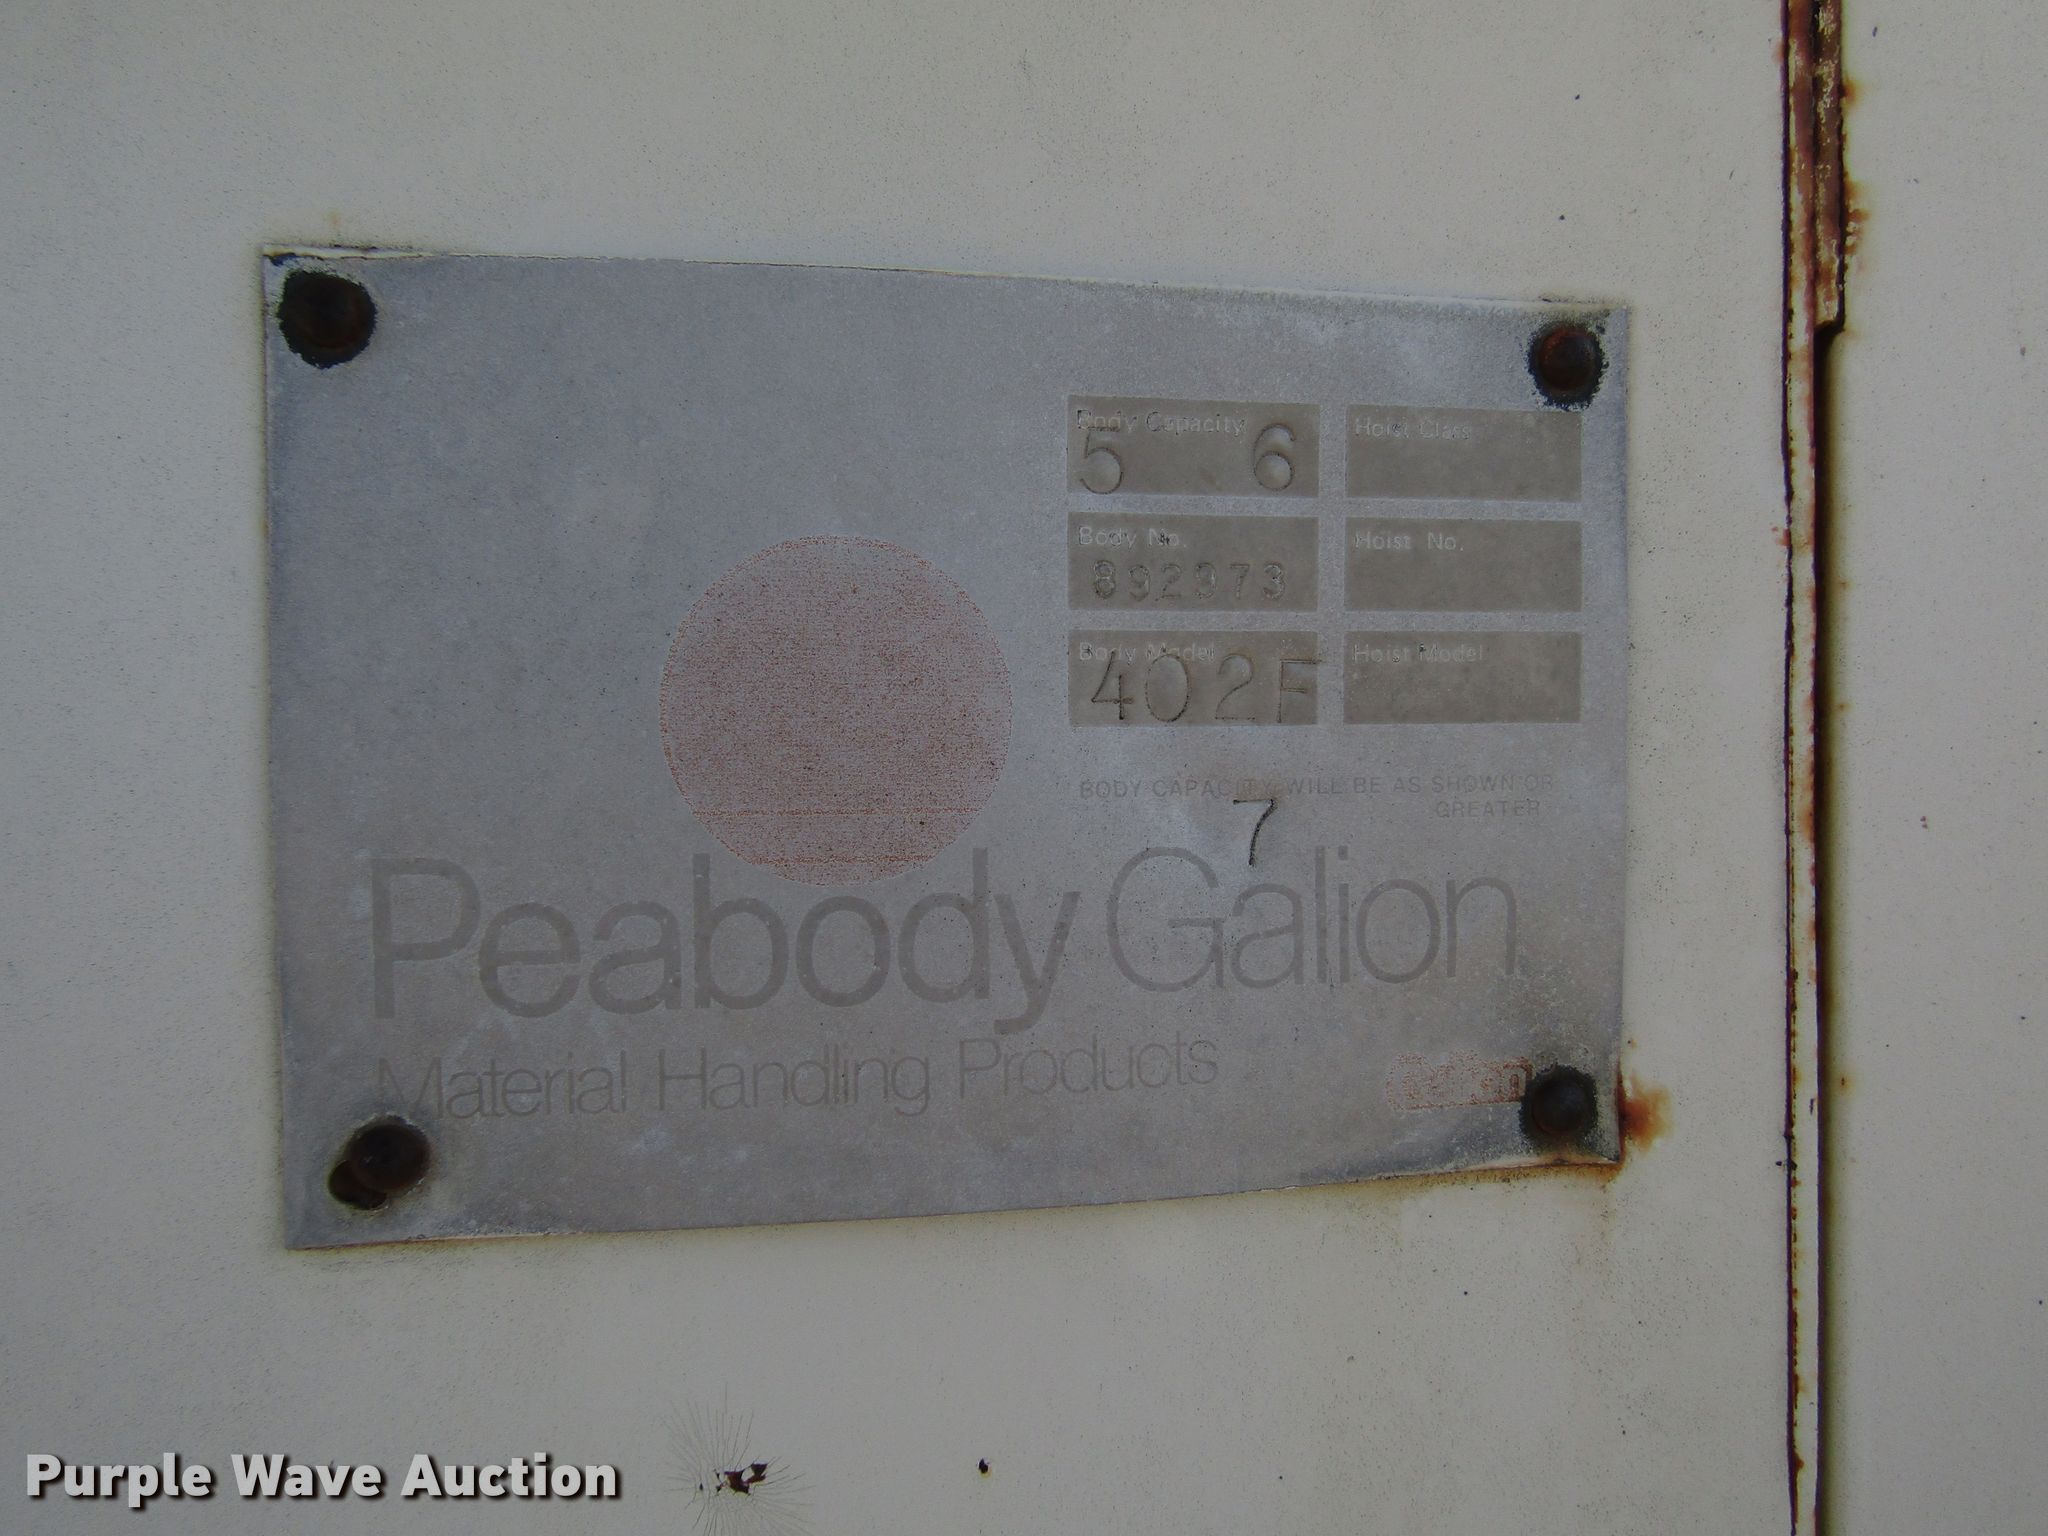 Body Capacity
5 6
Hoist Class
Body No.
892973
Hoist No.
Body Model
402F
Hoist Model
BODY CAPACITY WILL BE AS SHOWN OR
GREATER
7
Peabody Galion
Material Handling Products
Galion
Purple Wave Auction